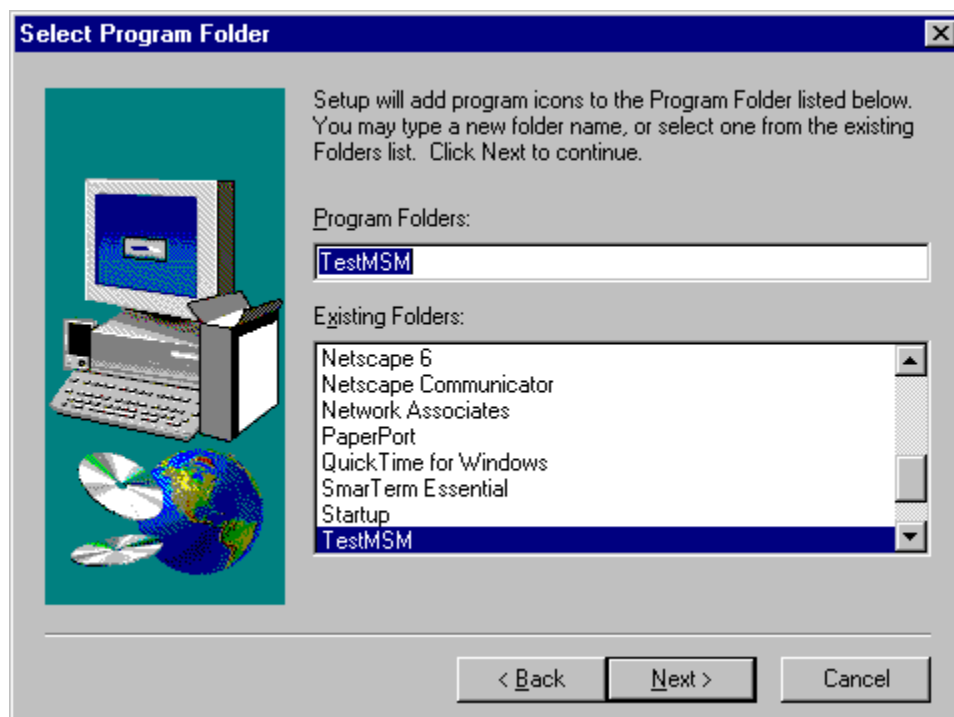 Select Program Folder
Setup will add program icons to the Program Folder listed below.
You may type a new folder name, or select one from the existing
Folders list. Click Next to continue.
Program Folders:
TestMSM
Existing Folders:
Netscape 6
Netscape Communicator
Network Associates
PaperPort
QuickTime for Windows
SmarTerm Essential
Startup
TestMSM
< Back
Next >
Cancel